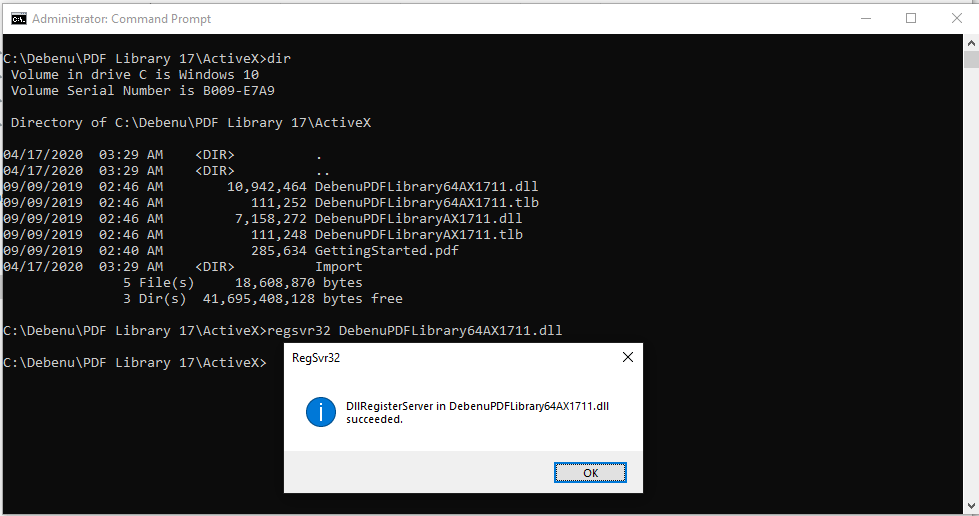 Administrator: Command Prompt
C:\Debenu\PDF Library 17\ActiveX>dir
 Volume in drive C is Windows 10
 Volume Serial Number is B009-E7A9
 Directory of C:\Debenu\PDF Library 17\ActiveX
04/17/2020  03:29 AM    <DIR>          .
04/17/2020  03:29 AM    <DIR>          ..
09/09/2019  02:46 AM        10,942,464 DebenuPDFLibrary64AX1711.dll
09/09/2019  02:46 AM           111,252 DebenuPDFLibrary64AX1711.tlb
09/09/2019  02:46 AM         7,158,272 DebenuPDFLibraryAX1711.dll
09/09/2019  02:46 AM           111,248 DebenuPDFLibraryAX1711.tlb
09/09/2019  02:40 AM           285,634 GettingStarted.pdf
04/17/2020  03:29 AM    <DIR>          Import
               5 File(s)     18,608,870 bytes
               3 Dir(s)  41,695,408,128 bytes free
C:\Debenu\PDF Library 17\ActiveX>regsvr32 DebenuPDFLibrary64AX1711.dll
C:\Debenu\PDF Library 17\ActiveX>
RegSvr32
DllRegisterServer in DebenuPDFLibrary64AX1711.dll
succeeded.
OK